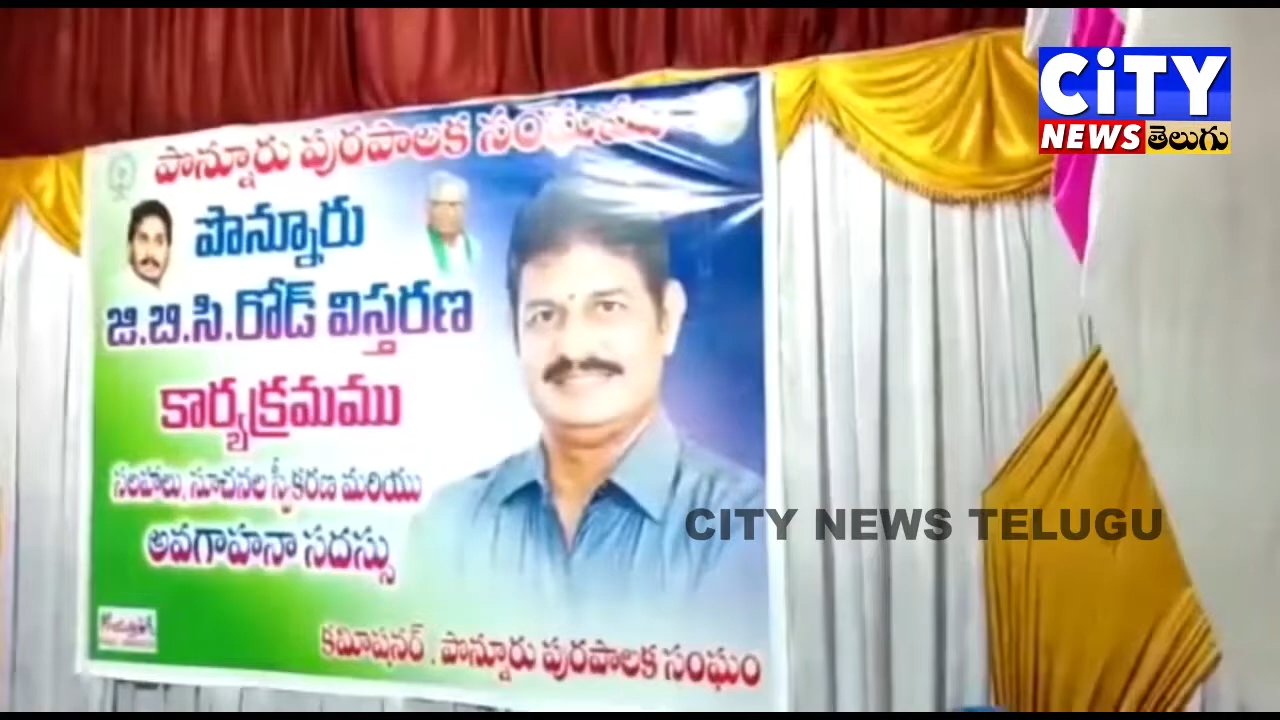 CiTY
NEWS తెలుగు
పొన్నూరు పురపాలక
పొన్నూరు
జి.బి.సి.రోడ్ విస్తరణ
కార్యక్రమము
సలహాలు, సూచనల స్వీకరణ మరియు
అవగాహనా సదస్సు
కమీషనర్ . పొన్నూరు పురపాలక సంఘం
CITY NEWS TELUGU